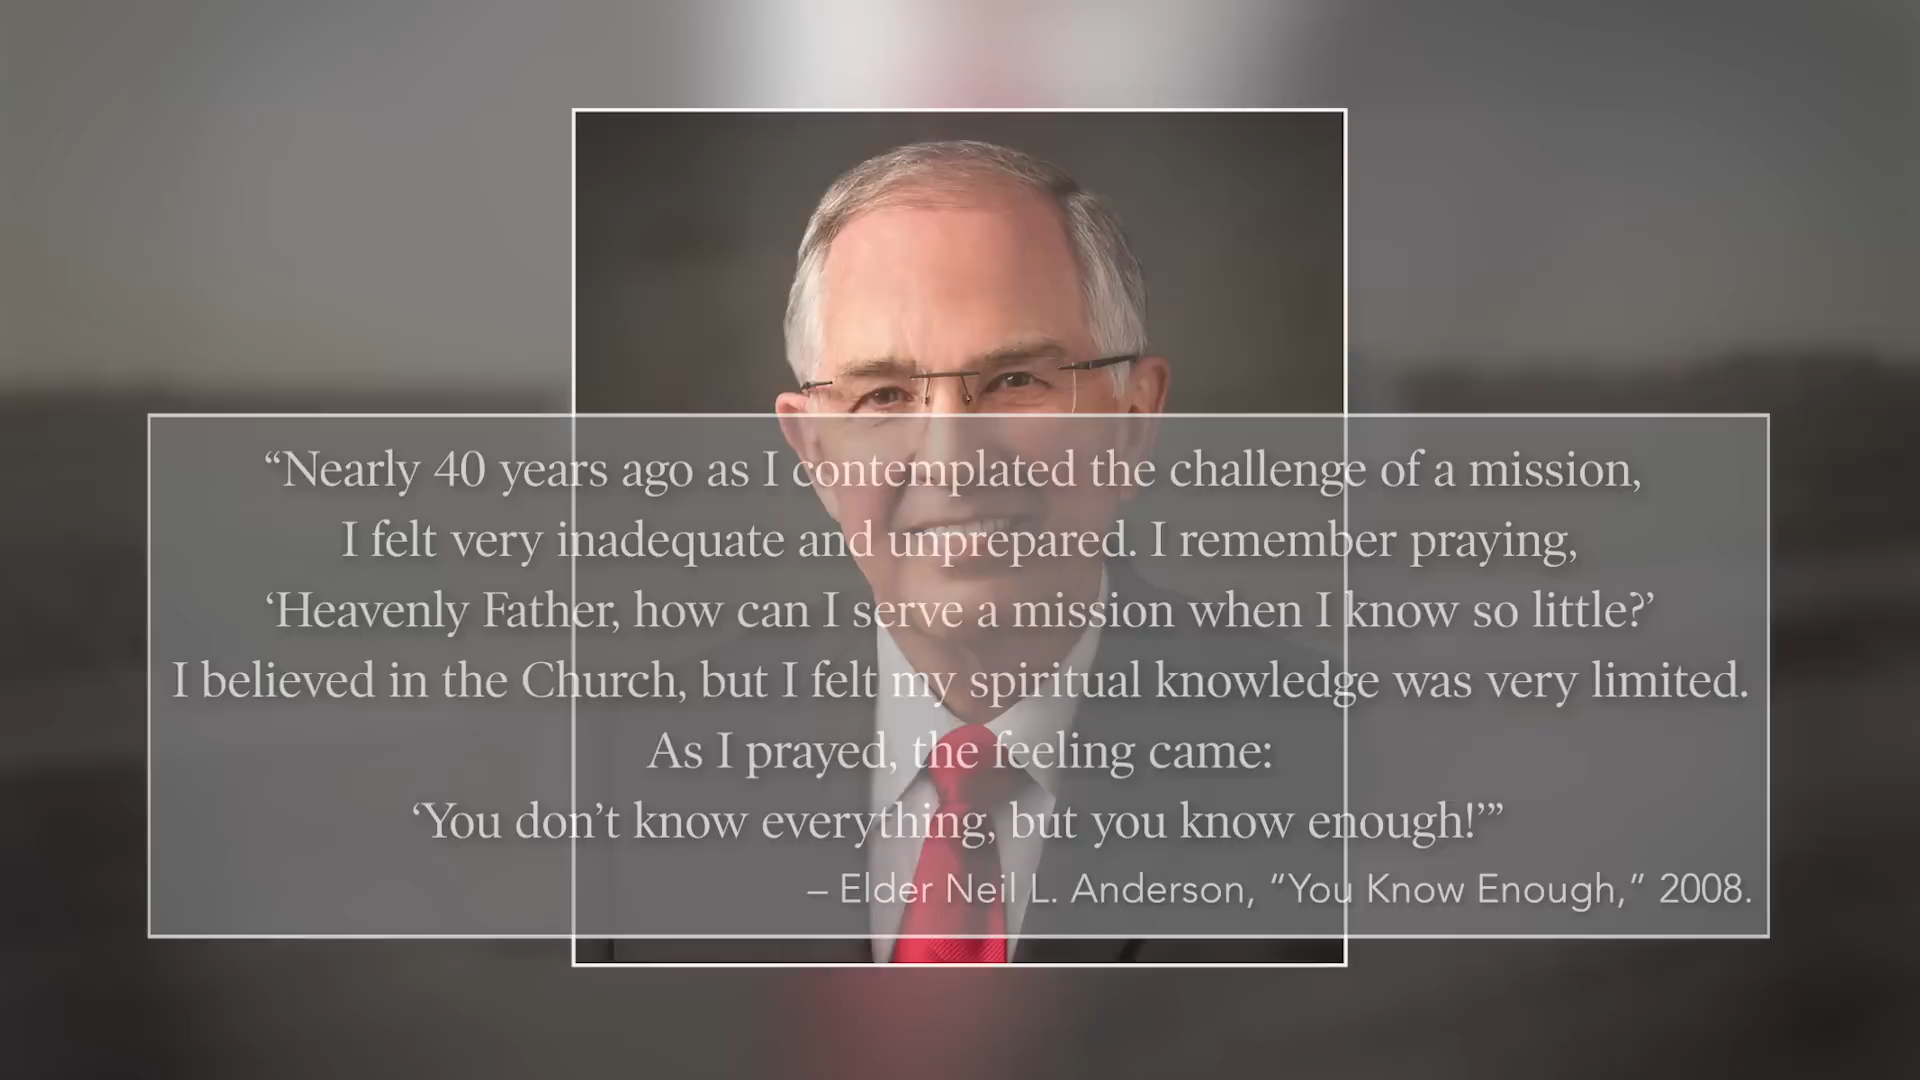 “Nearly 40 years ago as I contemplated the challenge of a mission,
I felt very inadequate and unprepared. I remember praying,
‘Heavenly Father, how can I serve a mission when I know so little?’
I believed in the Church, but I felt my spiritual knowledge was very limited.
As I prayed, the feeling came:
‘You don’t know everything, but you know enough!’”
– Elder Neil L. Anderson, “You Know Enough,” 2008.